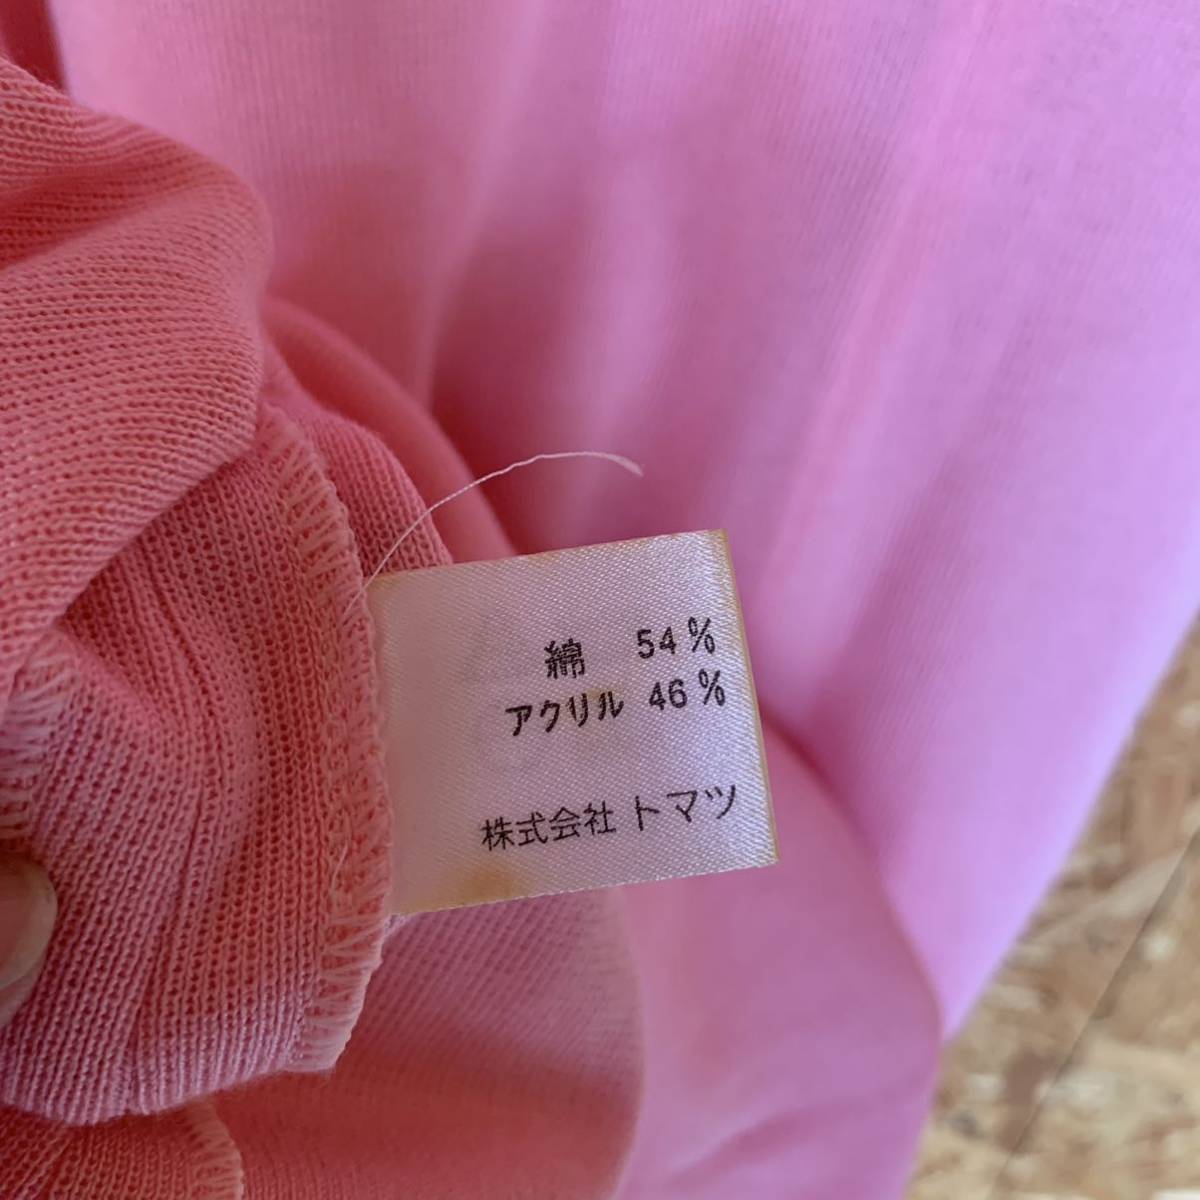 綿 54%
アクリル 46%
株式会社 トマツ